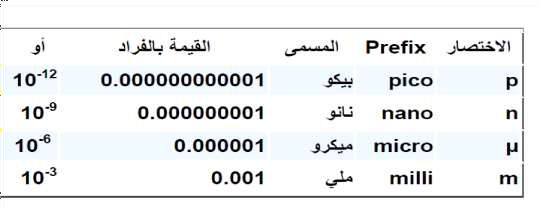 الاختصار Prefix المسمى القيمة بالفراد أو
p pico بيكو 0.000000000001 10⁻¹²
n nano نانو 0.000000001 10⁻⁹
µ micro ميكرو 0.000001 10⁻⁶
m milli ملي 0.001 10⁻³